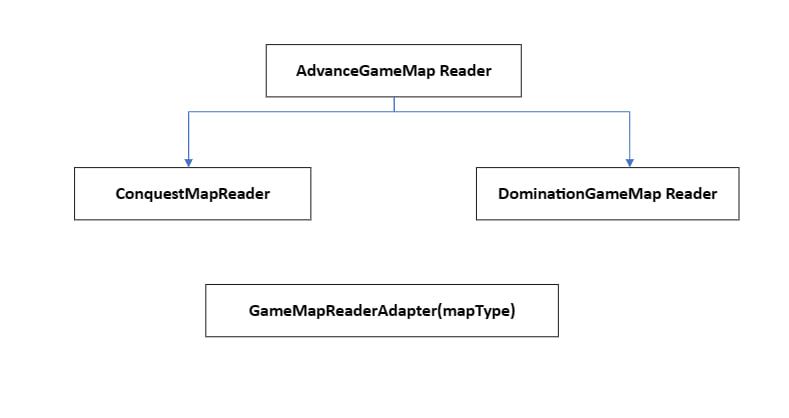 AdvanceGameMap Reader
ConquestMapReader
DominationGameMap Reader
GameMapReaderAdapter(mapType)